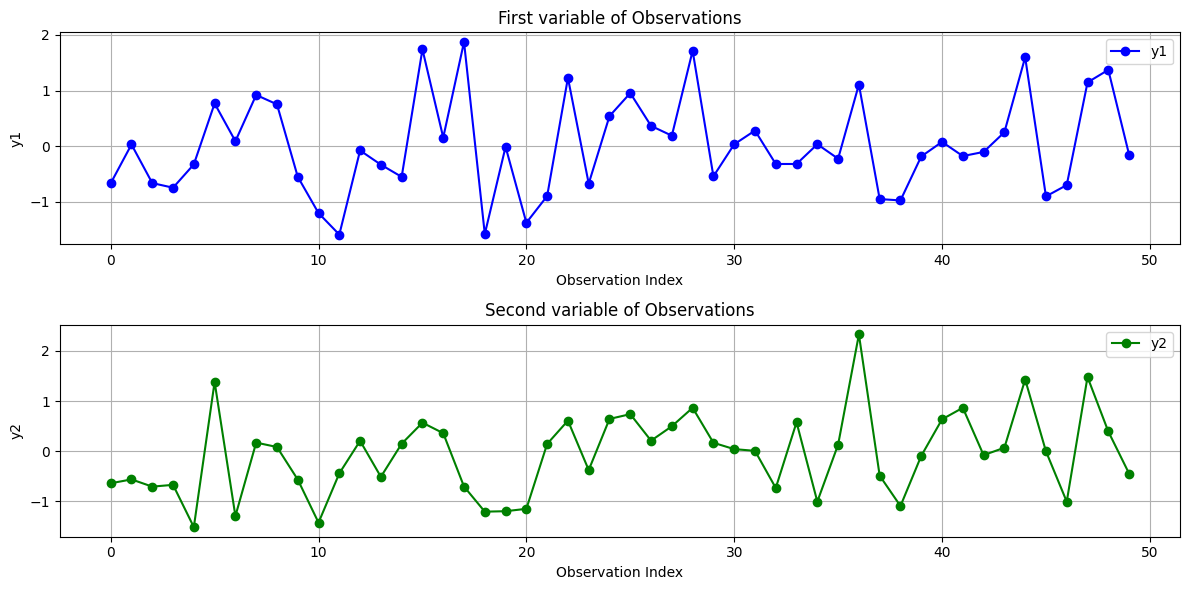 First variable of Observations
y1
2
1
0
−1
y1
0 10 20 30 40 50
Observation Index
Second variable of Observations
y2
2
1
0
−1
y2
0 10 20 30 40 50
Observation Index